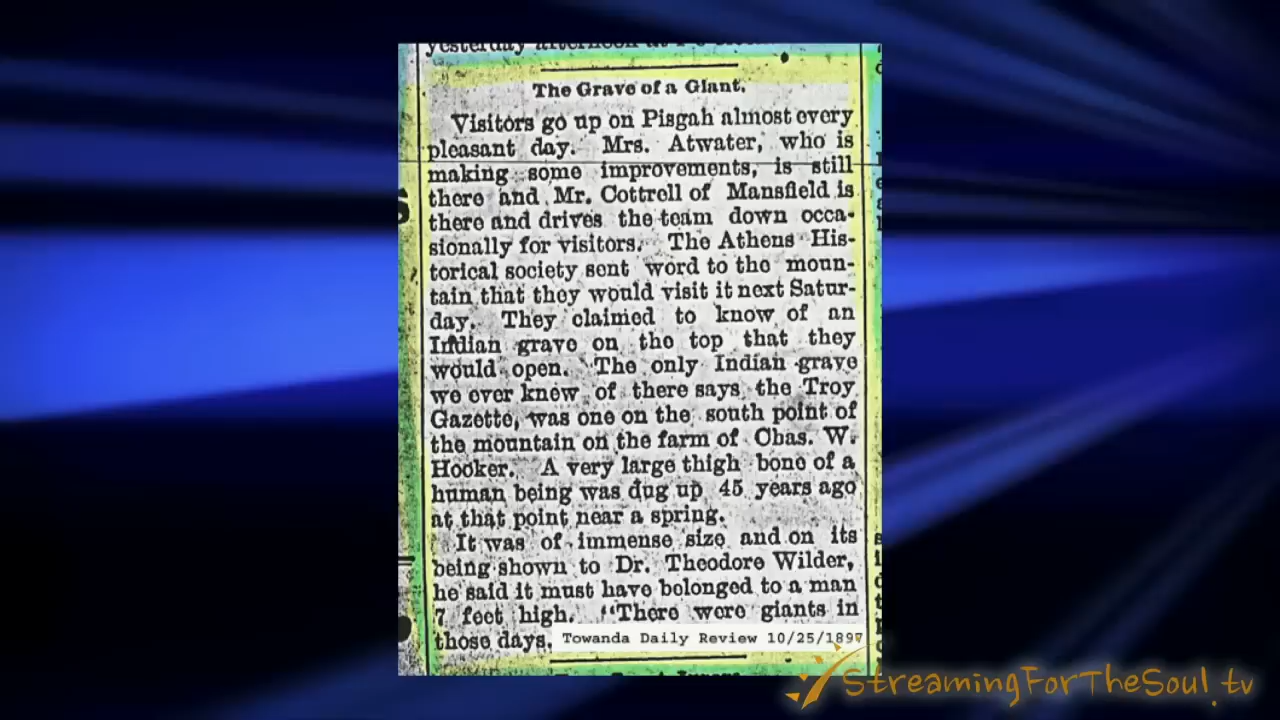 yesterday afternoon at
The Grave of a Giant.
Visitors go up on Pisgah almost every
pleasant day. Mrs. Atwater, who is
making some improvements, is still
there and Mr. Cottrell of Mansfield is
there and drives the team down occa-
sionally for visitors. The Athens His-
torical society sent word to the moun-
tain that they would visit it next Satur-
day. They claimed to know of an
Indian grave on the top that they
would open. The only Indian grave
we ever knew of there says the Troy
Gazette, was one on the south point of
the mountain on the farm of Chas. W.
Hooker. A very large thigh bone of a
human being was dug up 45 years ago
at that point near a spring.
It was of immense size and on its
being shown to Dr. Theodore Wilder,
he said it must have belonged to a man
7 feet high. "There were giants in
those days. Towanda Daily Review 10/25/1897
StreamingForTheSoul.tv